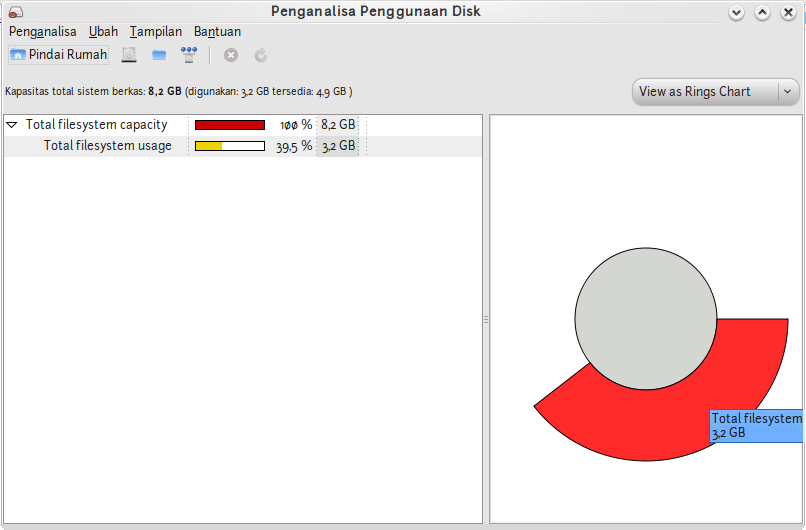 Penganalisa Penggunaan Disk
Penganalisa Ubah Tampilan Bantuan
Pindai Rumah
Kapasitas total sistem berkas: 8,2 GB (digunakan: 3,2 GB tersedia: 4,9 GB )
View as Rings Chart
Total filesystem capacity 100 % 8,2 GB
Total filesystem usage 39,5 % 3,2 GB
Total filesystem
3,2 GB